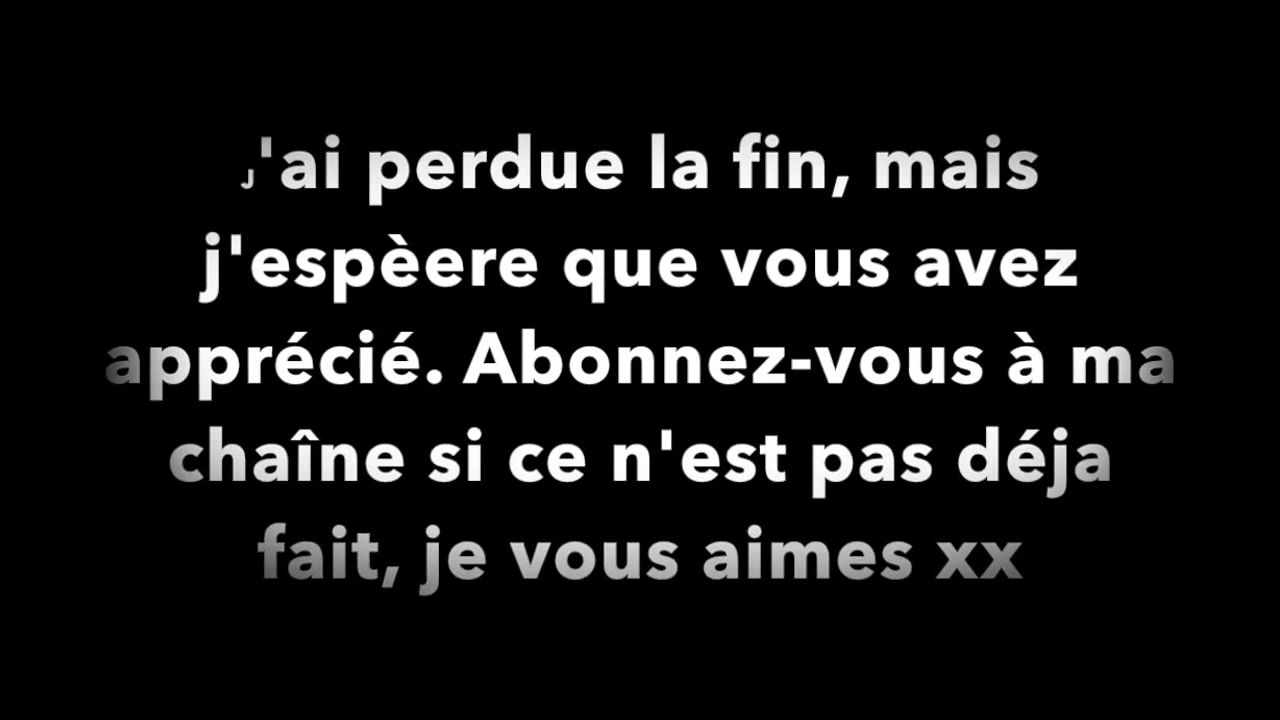 J'ai perdue la fin, mais
j'espèere que vous avez
apprécié. Abonnez-vous à ma
chaîne si ce n'est pas déja
fait, je vous aimes xx